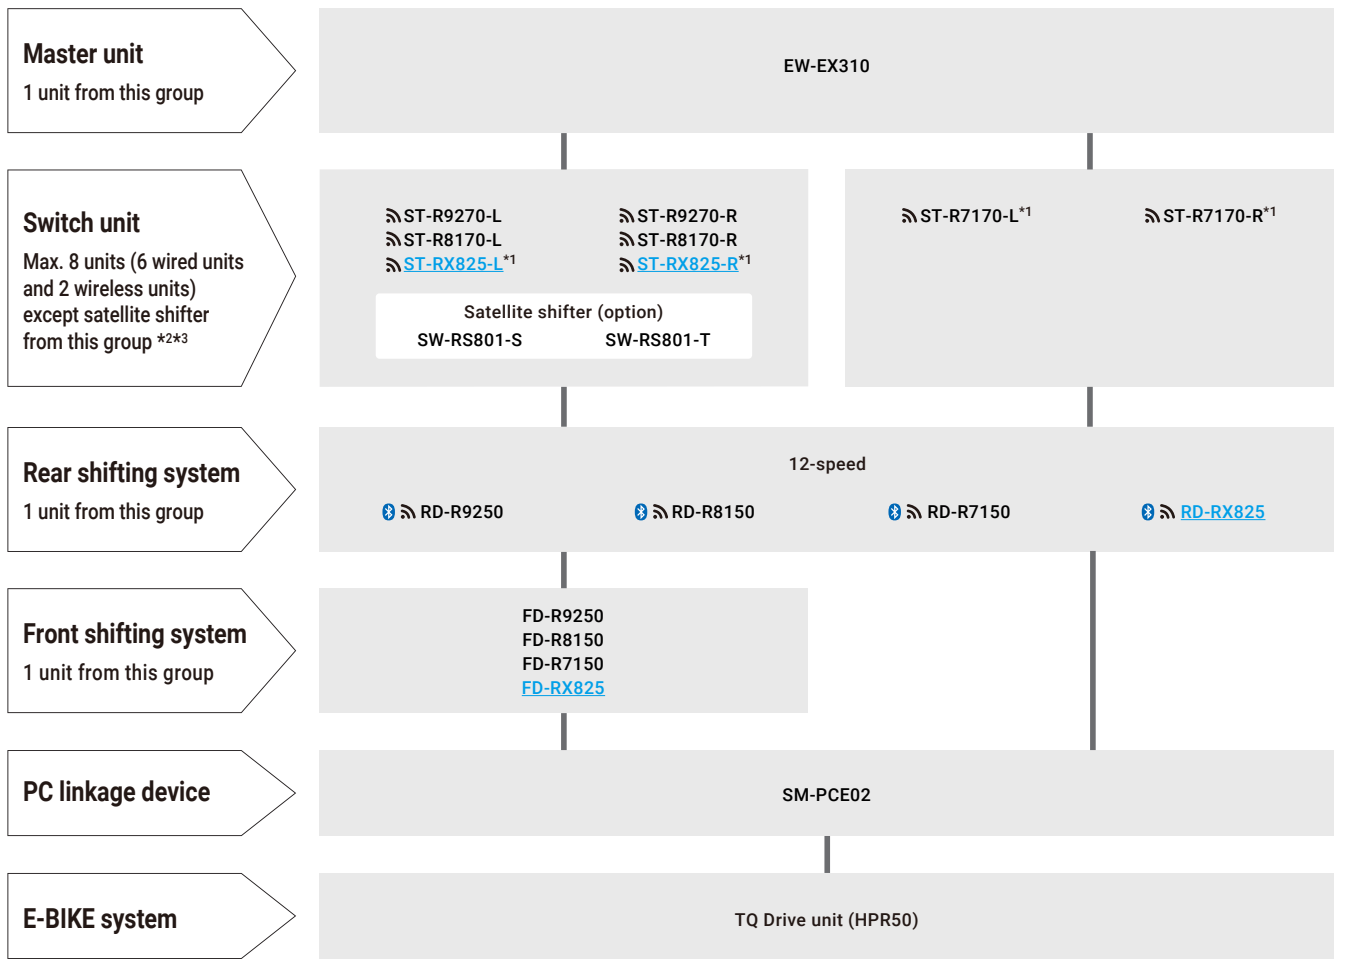 Master unit
1 unit from this group
EW-EX310
Switch unit
Max. 8 units (6 wired units
and 2 wireless units)
except satellite shifter
from this group *2*3
ST-R9270-L
ST-R9270-R
ST-R8170-L
ST-R8170-R
ST-RX825-L*1
ST-RX825-R*1
Satellite shifter (option)
SW-RS801-S
SW-RS801-T
ST-R7170-L*1
ST-R7170-R*1
Rear shifting system
1 unit from this group
12-speed
RD-R9250
RD-R8150
RD-R7150
RD-RX825
Front shifting system
1 unit from this group
FD-R9250
FD-R8150
FD-R7150
FD-RX825
PC linkage device
SM-PCE02
E-BIKE system
TQ Drive unit (HPR50)